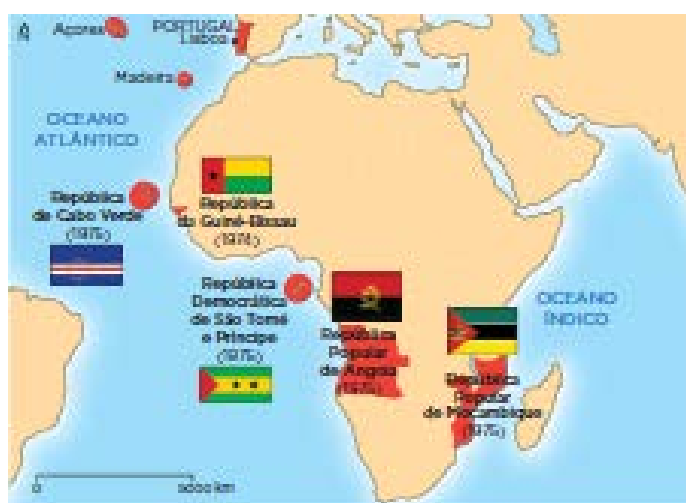 Açores
PORTUGAL
Lisboa
Madeira
OCEANO
ATLÂNTICO
República
de Cabo Verde
(1975)
República
da Guiné-Bissau
(1974)
República
Democrática
de São Tomé
e Príncipe
(1975)
República
Popular
de Angola
(1975)
OCEANO
ÍNDICO
República
Popular
de Moçambique
(1975)
0
km